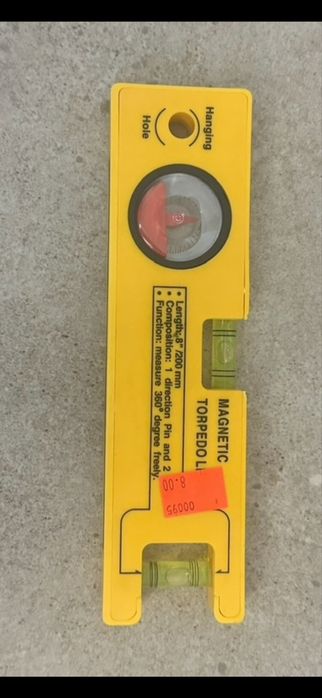 Hanging
Hole
MAGNETIC
TORPEDO
• Length: 8" /200 mm
• Composition: 1 direction Pin and 2
• Function: measure 360° degree freely.
00095
8.00